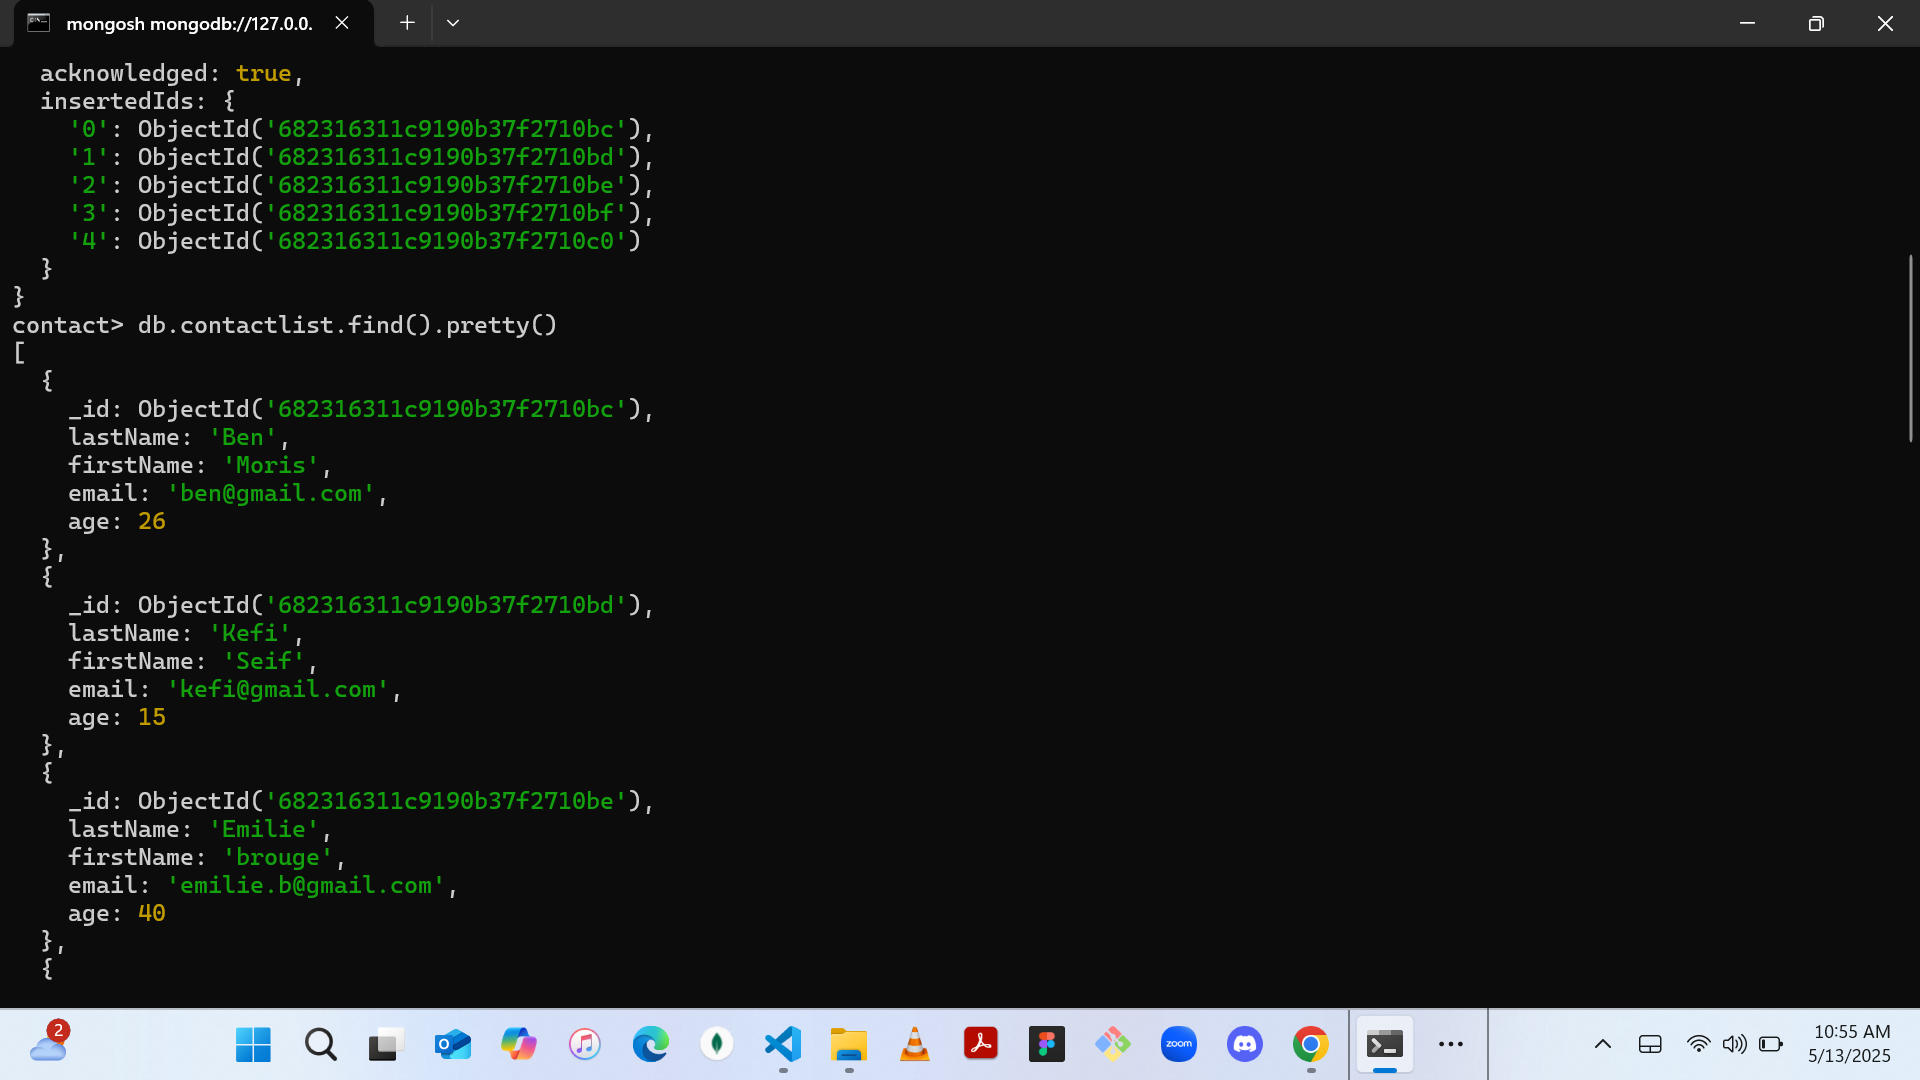 mongosh mongodb://127.0.0.
acknowledged: true,
insertedIds: {
'0': ObjectId('682316311c9190b37f2710bc'),
'1': ObjectId('682316311c9190b37f2710bd'),
'2': ObjectId('682316311c9190b37f2710be'),
'3': ObjectId('682316311c9190b37f2710bf'),
'4': ObjectId('682316311c9190b37f2710c0')
}
}
contact> db.contactlist.find().pretty()
[
{
_id: ObjectId('682316311c9190b37f2710bc'),
lastName: 'Ben',
firstName: 'Moris',
email: 'ben@gmail.com',
age: 26
},
{
_id: ObjectId('682316311c9190b37f2710bd'),
lastName: 'Kefi',
firstName: 'Seif',
email: 'kefi@gmail.com',
age: 15
},
{
_id: ObjectId('682316311c9190b37f2710be'),
lastName: 'Emilie',
firstName: 'brouge',
email: 'emilie.b@gmail.com',
age: 40
},
{
2
zoom
10:55 AM
5/13/2025